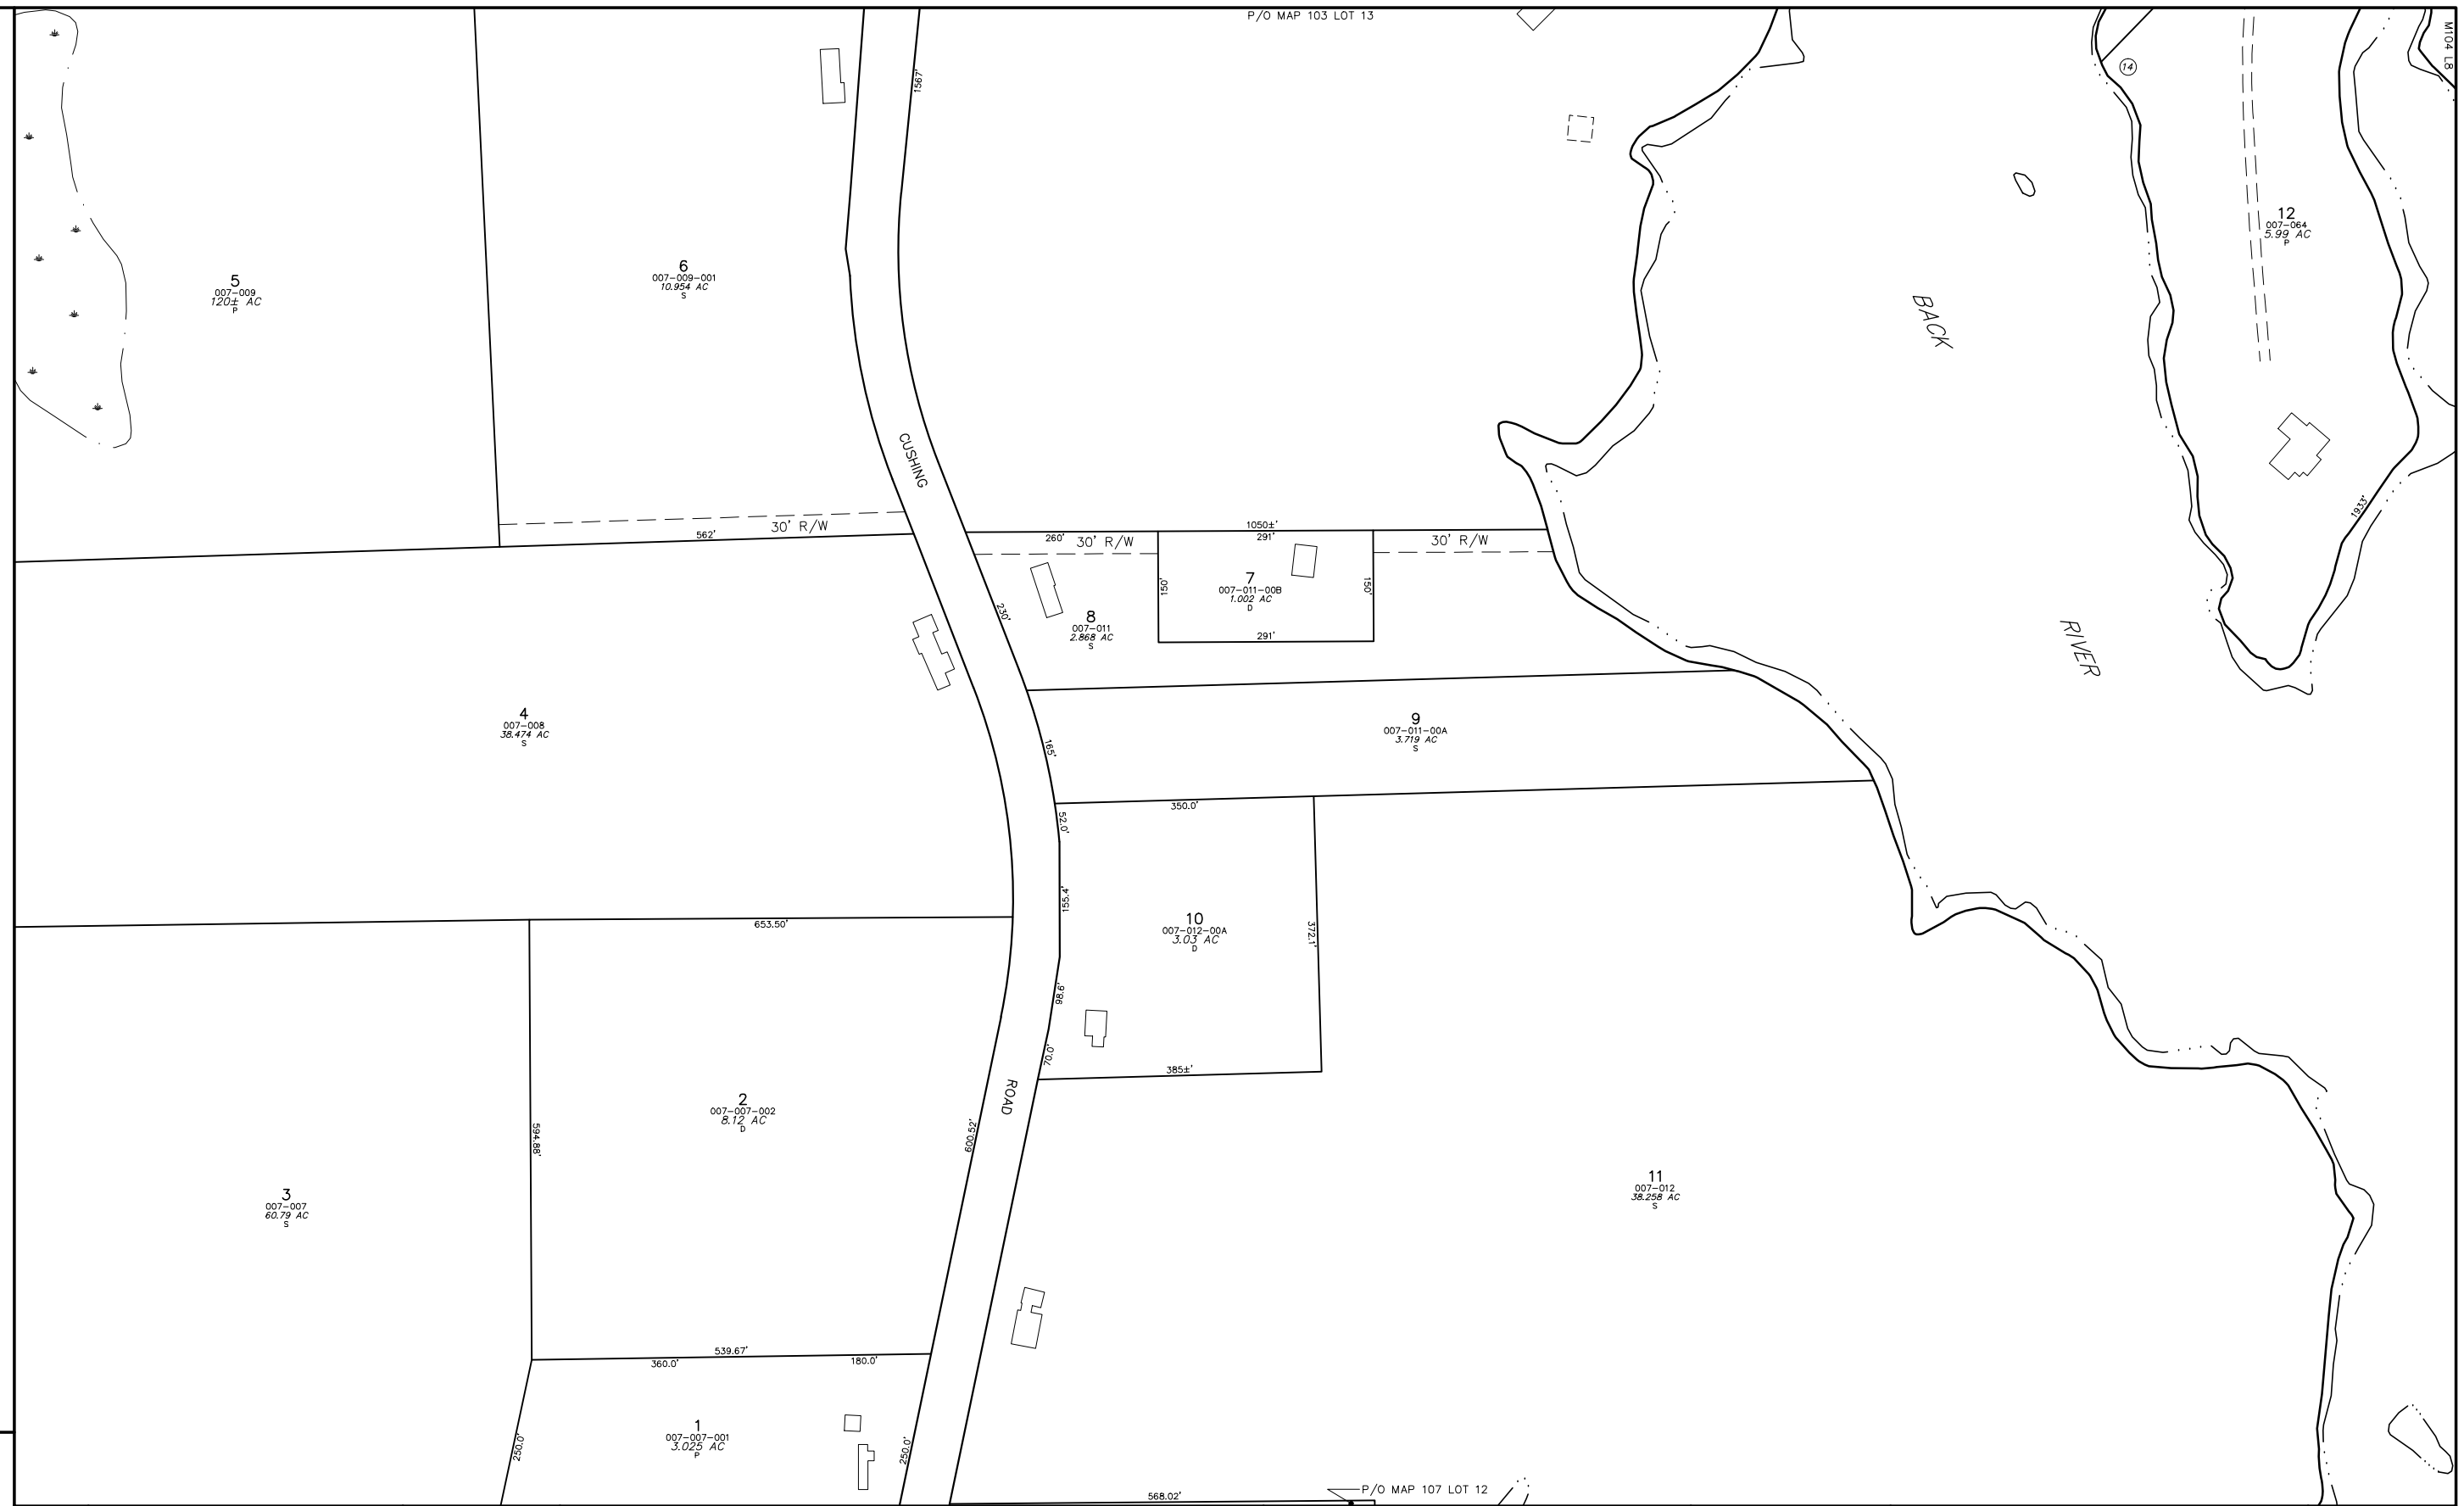 P/O MAP 103 LOT 13
M104 L8
1567'
14
12
007-064
5.99 AC
P
5
007-009
120± AC
P
6
007-009-001
10.954 AC
S
BACK
RIVER
CUSHING
ROAD
1933'
30' R/W
562'
1050±'
260'
30' R/W
291'
30' R/W
150'
7
007-011-00B
1.002 AC
D
150'
291'
230'
8
007-011
2.868 AC
S
4
007-008
38.474 AC
S
9
007-011-00A
3.719 AC
S
165'
350.0'
52.0'
155.4'
653.50'
10
007-012-00A
3.03 AC
D
372.1'
98.6'
70.0'
385±'
2
007-007-002
8.12 AC
D
594.88'
600.52'
11
007-012
38.258 AC
S
3
007-007
60.79 AC
S
539.67'
360.0'
180.0'
1
007-007-001
3.025 AC
P
250.0'
250.0'
568.02'
P/O MAP 107 LOT 12